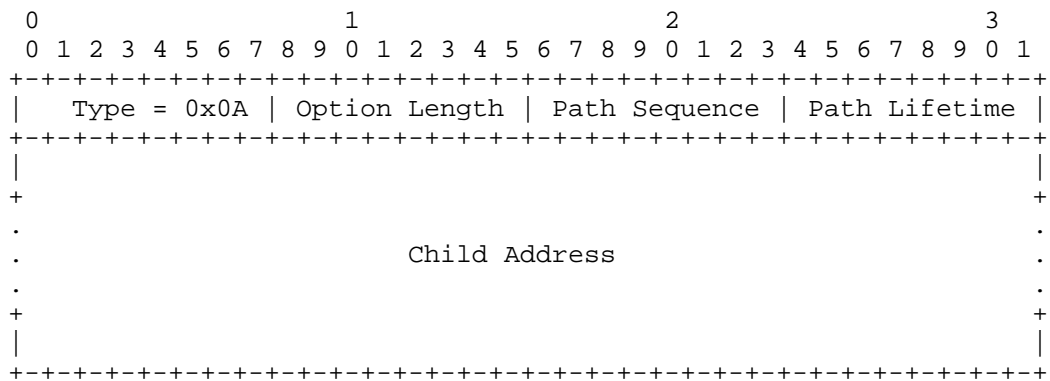 0                   1                   2                   3
 0 1 2 3 4 5 6 7 8 9 0 1 2 3 4 5 6 7 8 9 0 1 2 3 4 5 6 7 8 9 0 1
+-+-+-+-+-+-+-+-+-+-+-+-+-+-+-+-+-+-+-+-+-+-+-+-+-+-+-+-+-+-+-+-+
|   Type = 0x0A | Option Length | Path Sequence | Path Lifetime |
+-+-+-+-+-+-+-+-+-+-+-+-+-+-+-+-+-+-+-+-+-+-+-+-+-+-+-+-+-+-+-+-+
|                                                               |
+                                                               +
.                                                               .
.                        Child Address                          .
.                                                               .
+                                                               +
|                                                               |
+-+-+-+-+-+-+-+-+-+-+-+-+-+-+-+-+-+-+-+-+-+-+-+-+-+-+-+-+-+-+-+-+